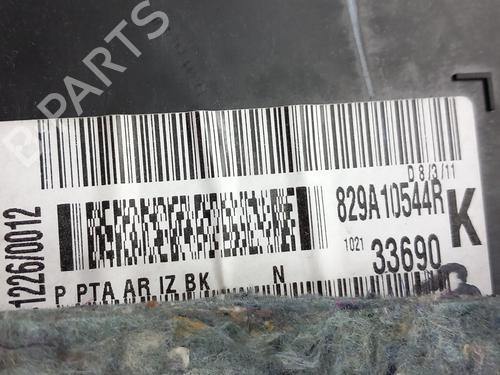 B-PARTS
D 8/3/11
829A10544R
K
1021
33690
1226/0012
P PTA AR IZ BK N